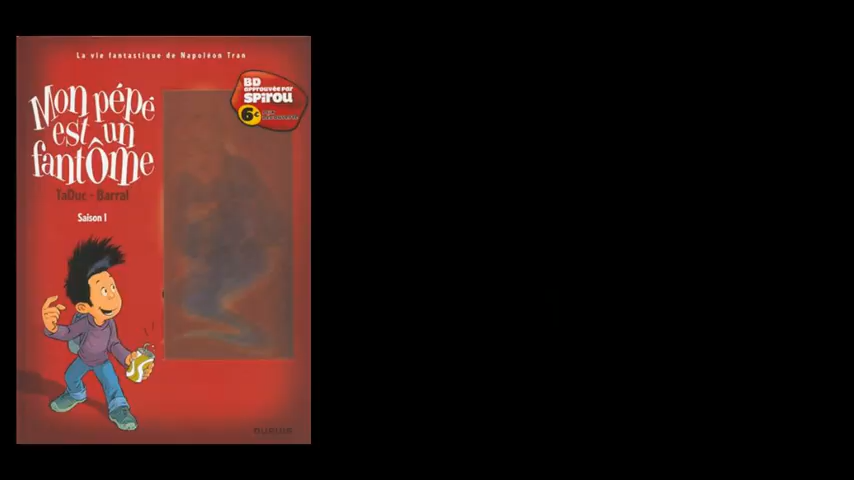 La vie fantastique de Napoléon Tran
BD
approuvée par
SPIROU
6€
Mon pépé
est un
fantÔme
TaDuc - Barral
Saison 1
DUPUIS